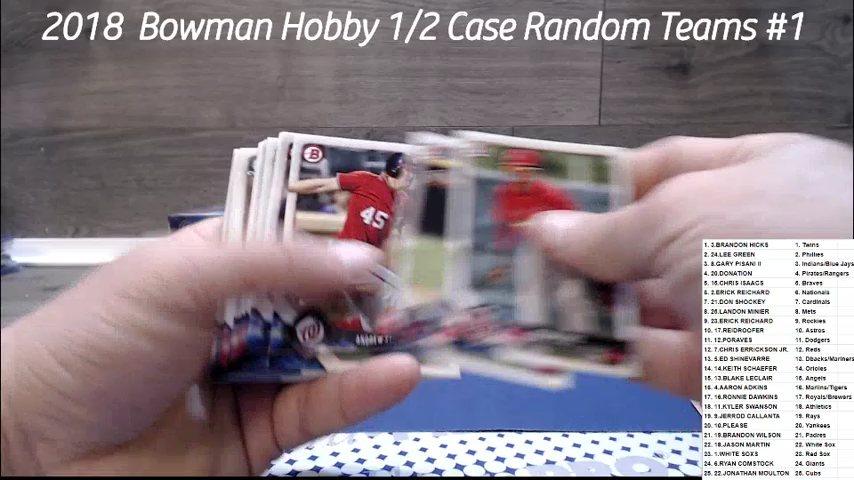 2018 Bowman Hobby 1/2 Case Random Teams #1
B
45
ANDREW
1. 3.BRANDON HICKS 1. Twins
2. 24.LEE GREEN 2. Phillies
3. 8.GARY PISANI II 3. Indians/Blue Jays
4. 20.DONATION 4. Pirates/Rangers
5. 15.CHRIS ISAACS 5. Braves
6. 2.ERICK REICHARD 6. Nationals
7. 21.DON SHOCKEY 7. Cardinals
8. 25.LANDON MINIER 8. Mets
9. 23.ERICK REICHARD 9. Rockies
10. 17.REIDROOFER 10. Astros
11. 12.PGRAVES 11. Dodgers
12. 7.CHRIS ERRICKSON JR. 12. Reds
13. 5.ED SHINEVARRE 13. Dbacks/Mariners
14. 14.KEITH SCHAEFER 14. Orioles
15. 13.BLAKE LECLAIR 15. Angels
16. 4.AARON ADKINS 16. Marlins/Tigers
17. 16.RONNIE DAWKINS 17. Royals/Brewers
18. 11.KYLER SWANSON 18. Athletics
19. 9.JERROD CALLANTA 19. Rays
20. 10.PLEASE 20. Yankees
21. 19.BRANDON WILSON 21. Padres
22. 18.JASON MARTIN 22. White Sox
23. 1.WHITE SOXS 23. Red Sox
24. 6.RYAN COMSTOCK 24. Giants
25. 22.JONATHAN MOULTON 25. Cubs